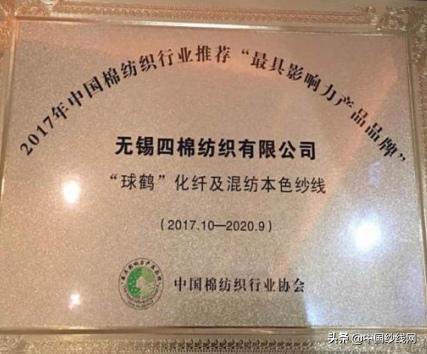 2017年中国棉纺织行业推荐“最具影响力产品品牌”
无锡四棉纺织有限公司
“球鹤”化纤及混纺本色纱线
(2017.10—2020.9)
中国棉纺织行业协会
头条 @中国纱线网